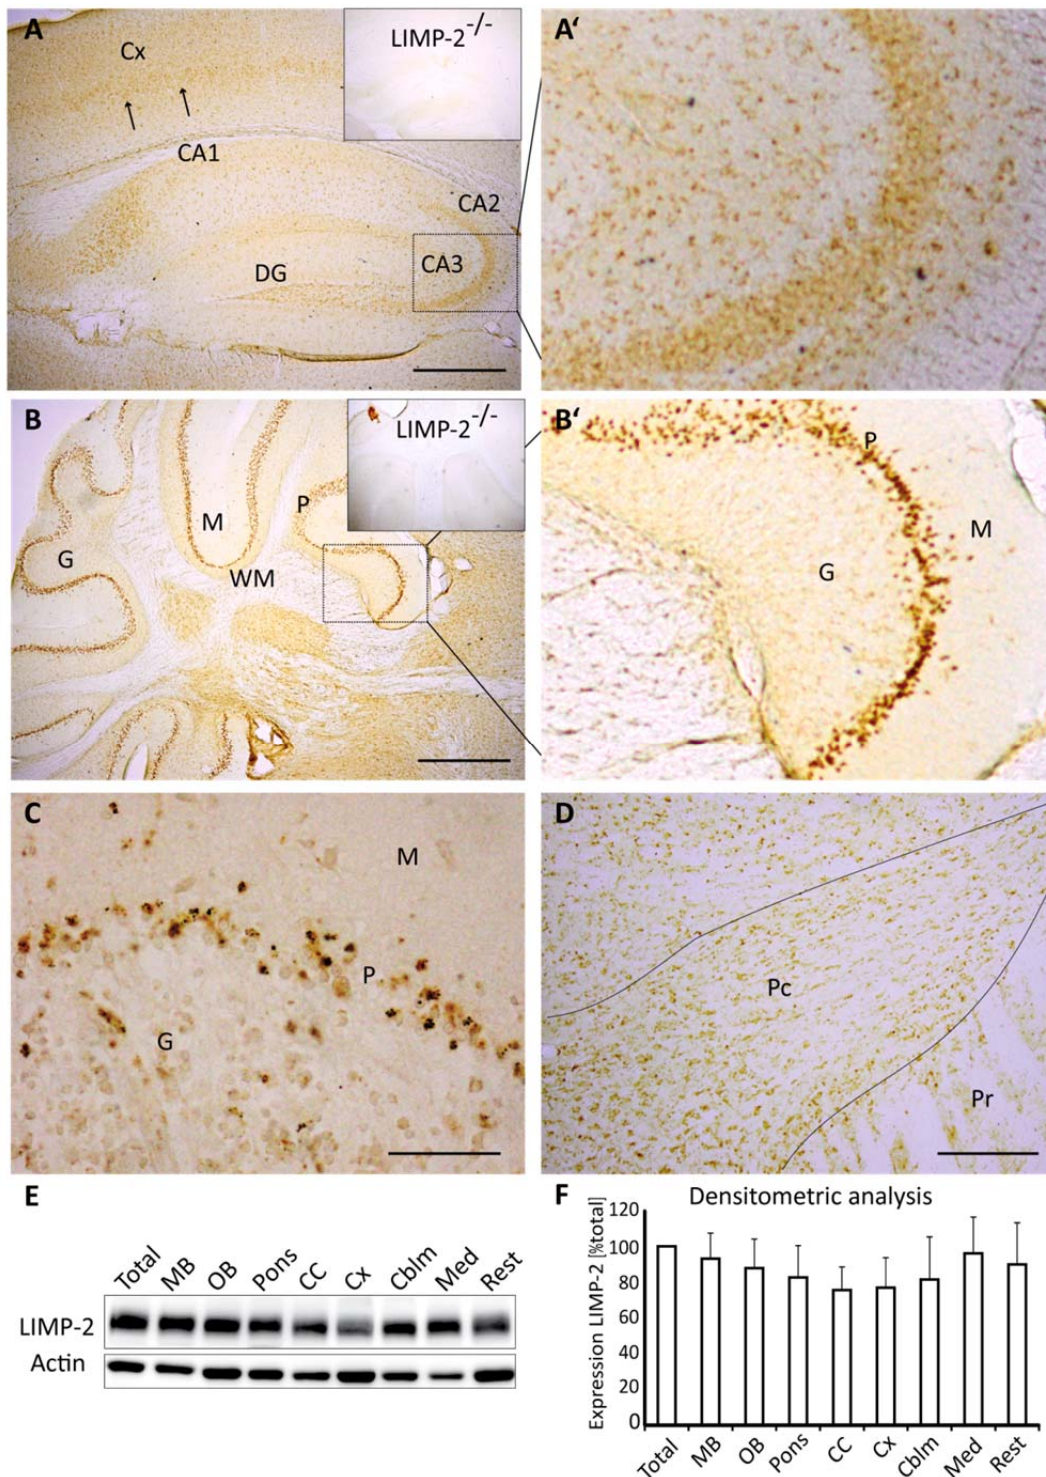 A
Cx
LIMP-2-/-
CA1
CA2
CA3
DG
A‘
B
LIMP-2-/-
P
M
G
WM
B‘
P
M
G
C
M
P
G
D
Pc
Pr
E
Total MB OB Pons CC Cx Cblm Med Rest
LIMP-2
Actin
F
Densitometric analysis
Expression LIMP-2 [%total]
120
100
80
60
40
20
0
Total MB OB Pons CC Cx Cblm Med Rest